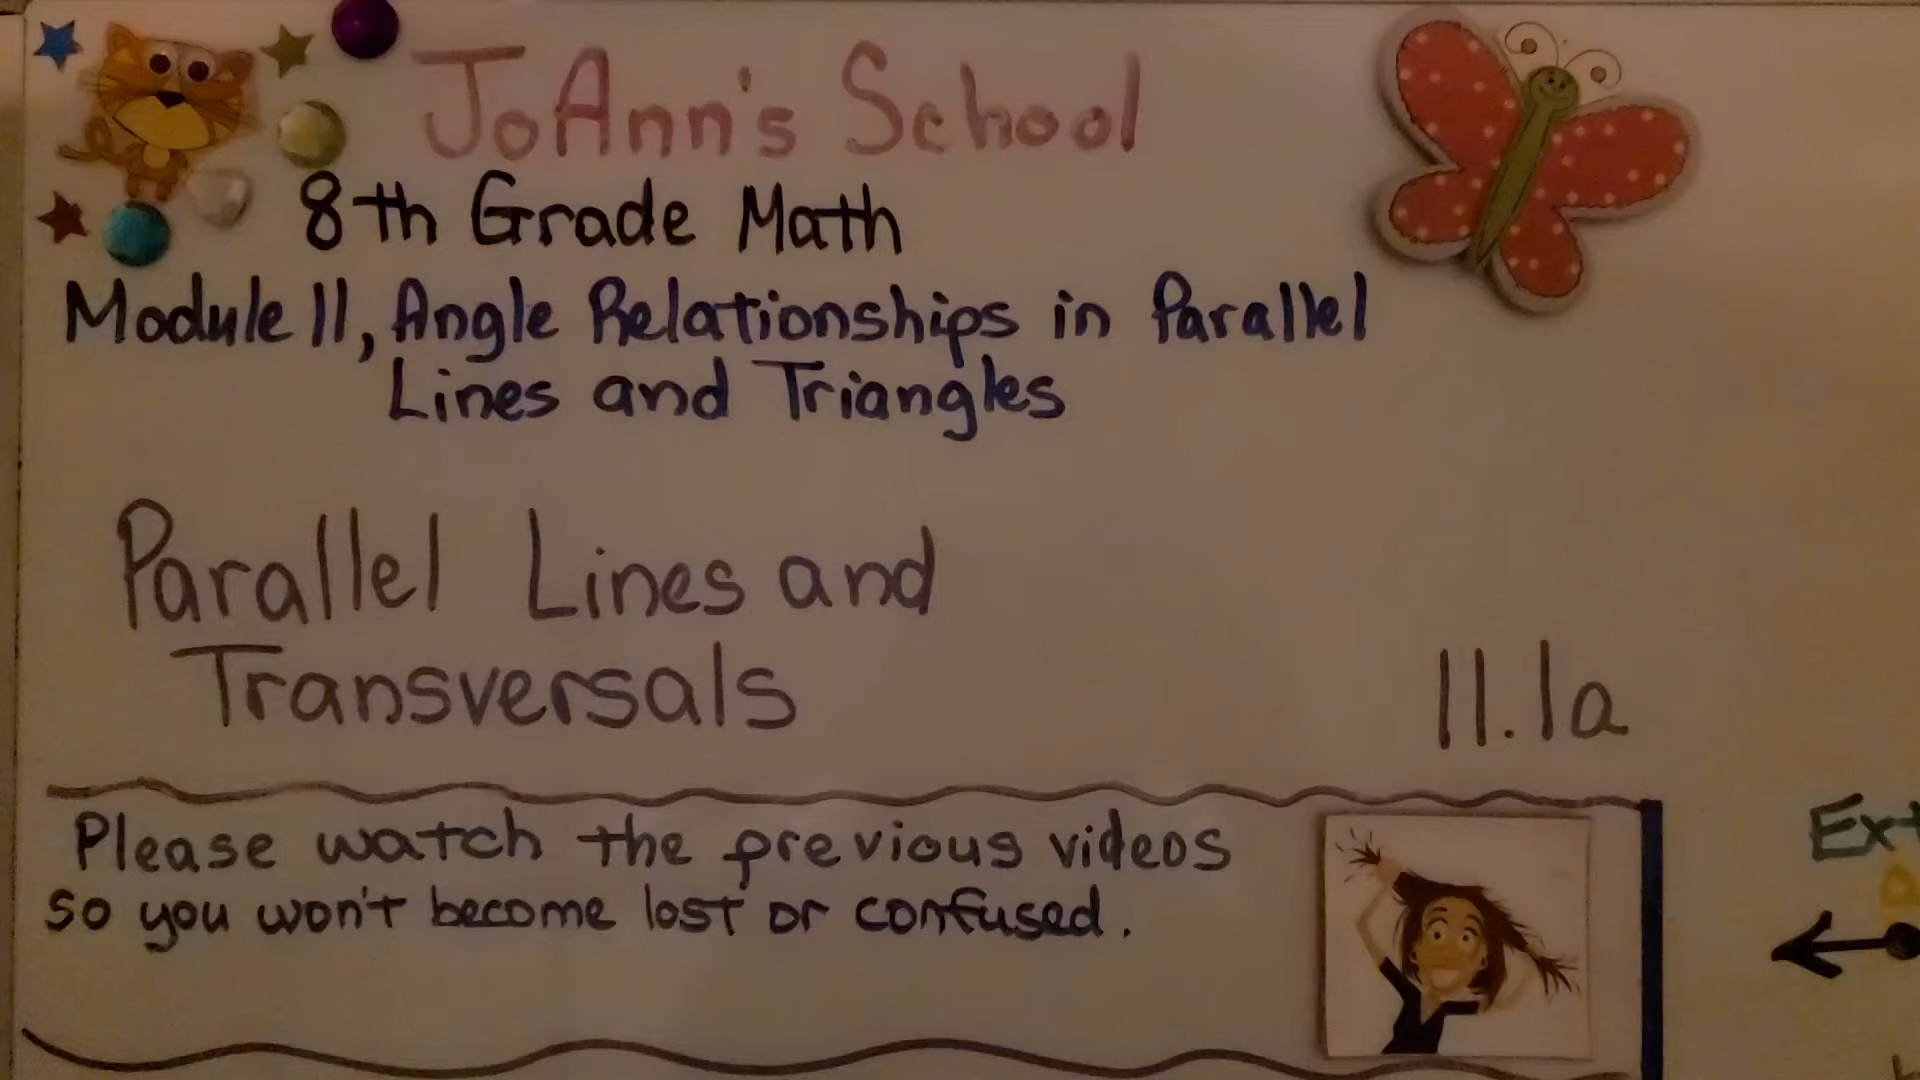 JoAnn's School
8th Grade Math
Module 11, Angle Relationships in Parallel
Lines and Triangles
Parallel Lines and
Transversals
11.1a
Please watch the previous videos
so you won't become lost or confused.